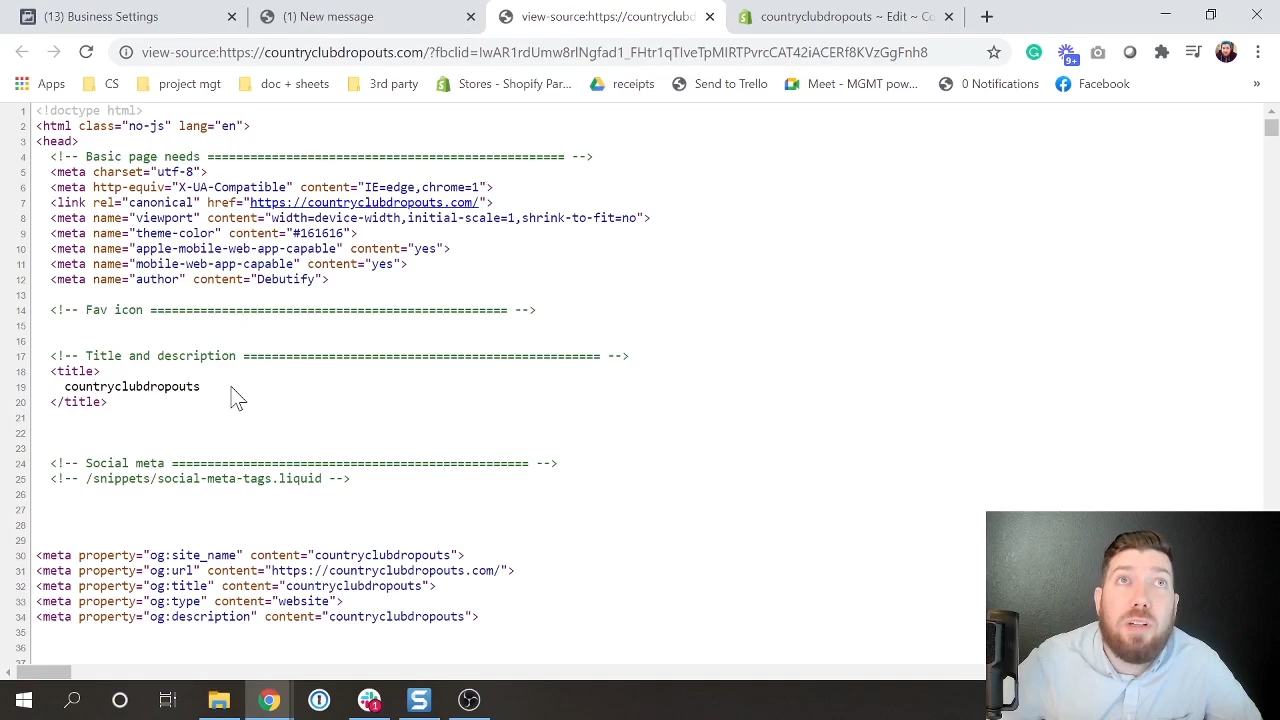 (13) Business Settings
(1) New message
view-source:https://countryclubd
countryclubdropouts ~ Edit ~ Co
view-source:https://countryclubdropouts.com/?fbclid=IwAR1rdUmw8rlNgfad1_FHtr1qTIveTpMIRTPvrcCAT42iACERf8KVzGgFnh8
9+
Apps
CS
project mgt
doc + sheets
3rd party
Stores - Shopify Par...
receipts
Send to Trello
Meet - MGMT pow...
0 Notifications
Facebook
»
1 <!doctype html>
2 <html class="no-js" lang="en">
3 <head>
4 <!-- Basic page needs ================================================== -->
5 <meta charset="utf-8">
6 <meta http-equiv="X-UA-Compatible" content="IE=edge,chrome=1">
7 <link rel="canonical" href="https://countryclubdropouts.com/">
8 <meta name="viewport" content="width=device-width,initial-scale=1,shrink-to-fit=no">
9 <meta name="theme-color" content="#161616">
10 <meta name="apple-mobile-web-app-capable" content="yes">
11 <meta name="mobile-web-app-capable" content="yes">
12 <meta name="author" content="Debutify">
13
14 <!-- Fav icon ================================================== -->
15
16
17 <!-- Title and description ================================================== -->
18 <title>
19 countryclubdropouts
20 </title>
21
22
23
24 <!-- Social meta ================================================== -->
25 <!-- /snippets/social-meta-tags.liquid -->
26
27
28
29
30 <meta property="og:site_name" content="countryclubdropouts">
31 <meta property="og:url" content="https://countryclubdropouts.com/">
32 <meta property="og:title" content="countryclubdropouts">
33 <meta property="og:type" content="website">
34 <meta property="og:description" content="countryclubdropouts">
35
36
37
S
1